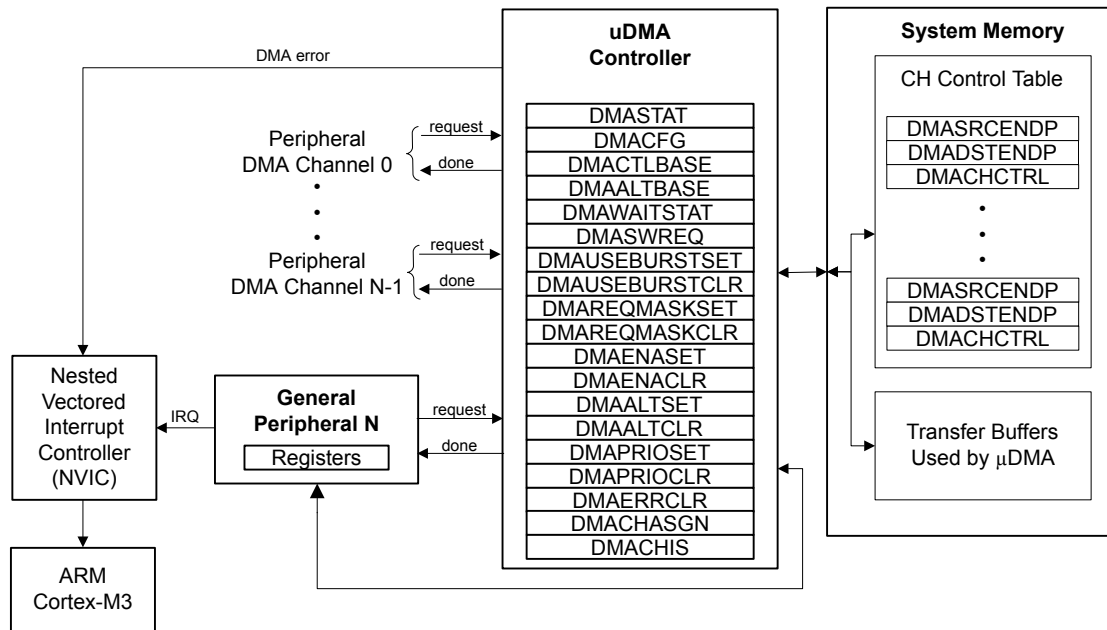 uDMA
Controller
System Memory
DMA error
CH Control Table
DMASTAT
DMACFG
DMACTLBASE
DMAALTBASE
DMAWAITSTAT
DMASWREQ
DMAUSEBURSTSET
DMAUSEBURSTCLR
DMAREQMASKSET
DMAREQMASKCLR
DMAENASET
DMAENACLR
DMAALTSET
DMAALTCLR
DMAPRIOSET
DMAPRIOCLR
DMAERRCLR
DMACHASGN
DMACHIS
request
Peripheral
DMA Channel 0
done
•
•
•
request
Peripheral
DMA Channel N-1
done
DMASRCENDP
DMADSTENDP
DMACHCTRL
•
•
•
DMASRCENDP
DMADSTENDP
DMACHCTRL
Nested
Vectored
Interrupt
Controller
(NVIC)
IRQ
General
Peripheral N
Registers
request
done
Transfer Buffers
Used by μDMA
ARM
Cortex-M3